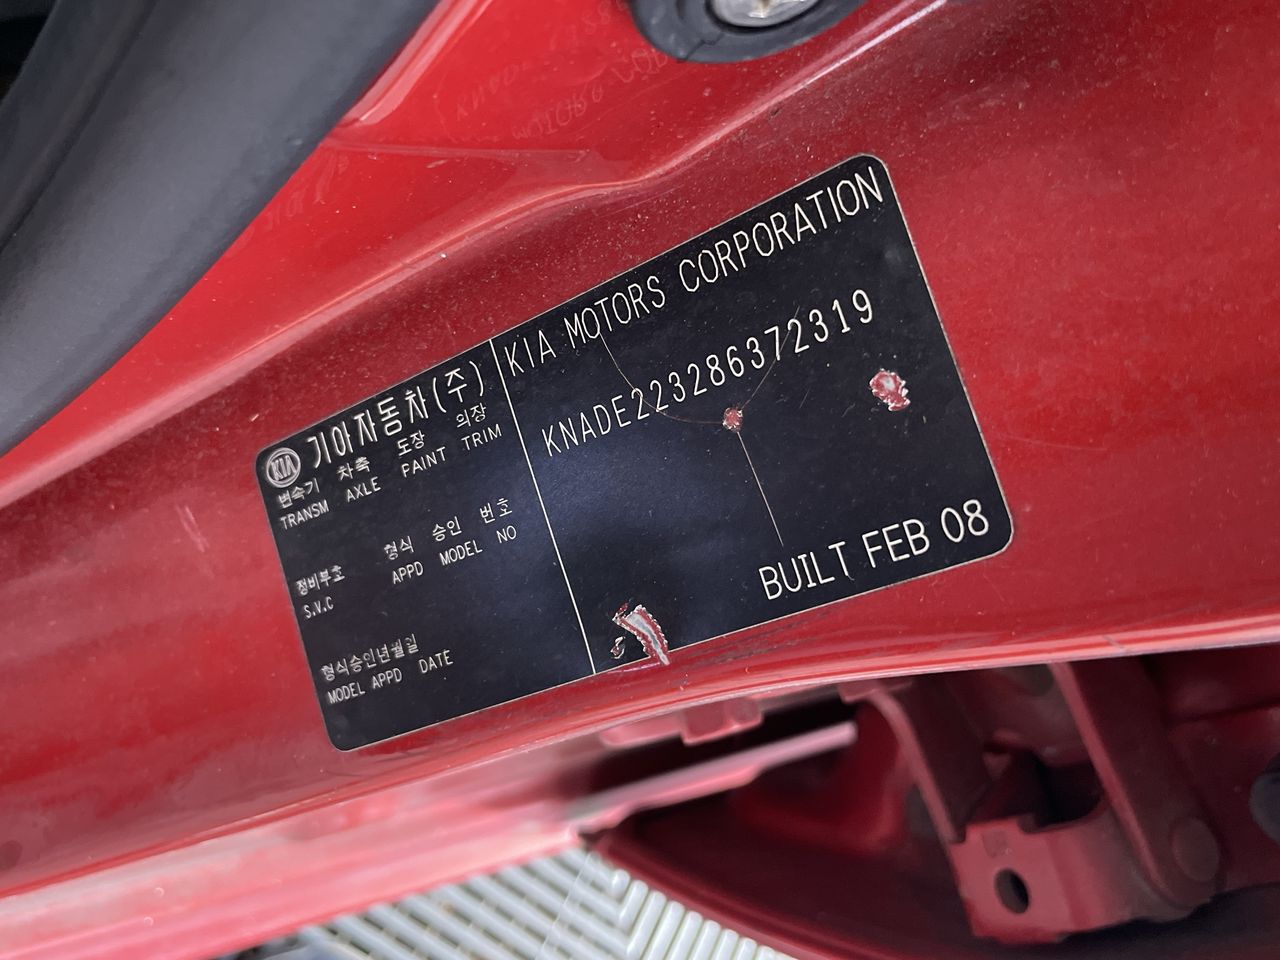 KIA 기아자동차(주)
변속기 차축 도장 의장
TRANSM AXLE PAINT TRIM
형식 승인 번호
정비부호 APPD MODEL NO
S.V.C
형식승인년월일
MODEL APPD DATE
KIA MOTORS CORPORATION
KNADE223286372319
BUILT FEB 08